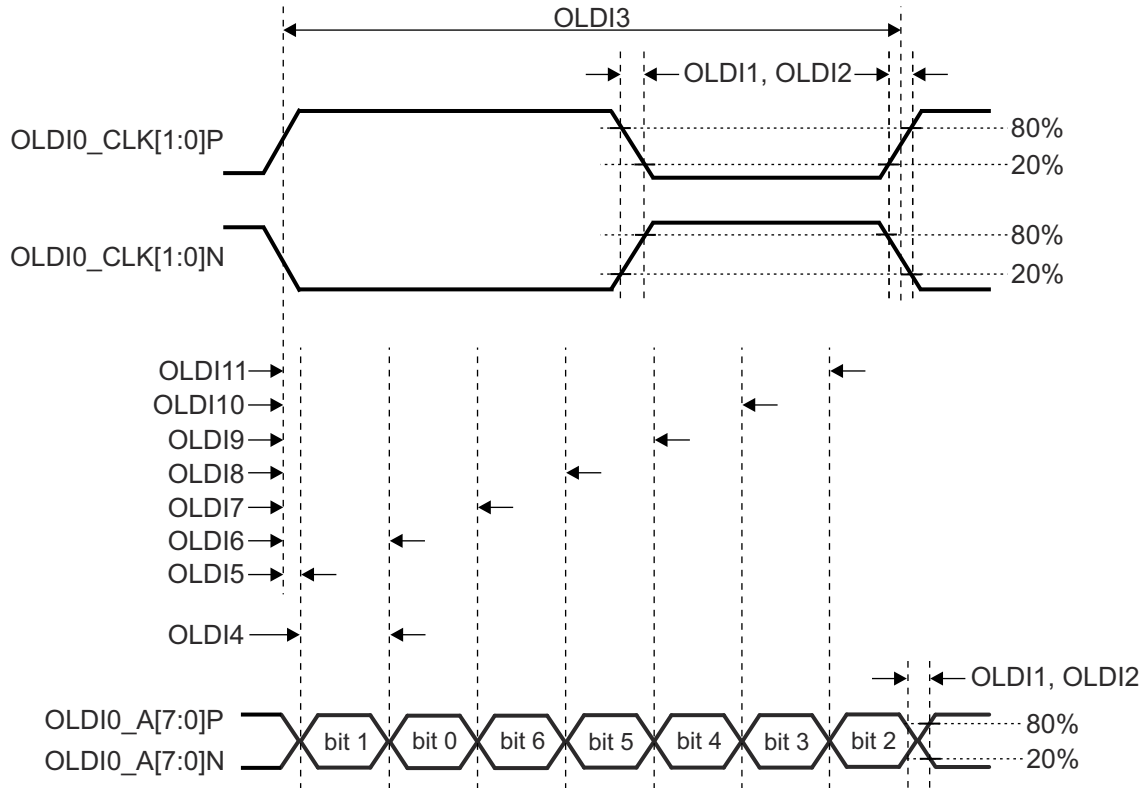 OLDI3
OLDI1, OLDI2
OLDI0_CLK[1:0]P
80%
20%
OLDI0_CLK[1:0]N
80%
20%
OLDI11
OLDI10
OLDI9
OLDI8
OLDI7
OLDI6
OLDI5
OLDI4
OLDI1, OLDI2
OLDI0_A[7:0]P
80%
bit 1 bit 0 bit 6 bit 5 bit 4 bit 3 bit 2
OLDI0_A[7:0]N
20%